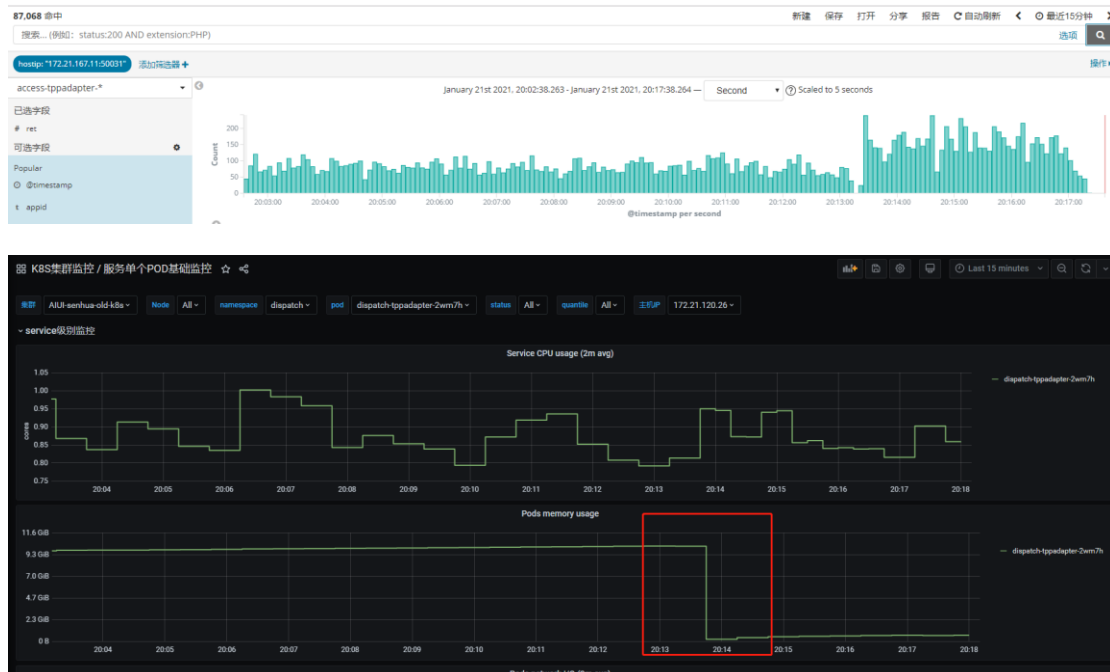 87,068 命中 新建 保存 打开 分享 报告 自动刷新 最近15分钟
搜索... (例如：status:200 AND extension:PHP) 选项
hostip: "172.21.167.11:50031" 添加筛选器 + 操作
access-tppadapter-* January 21st 2021, 20:02:38.263 - January 21st 2021, 20:17:38.264 — Second Scaled to 5 seconds
已选字段
# ret
可选字段
Popular
@timestamp
t appid
Count
200
150
100
50
0
20:03:00 20:04:00 20:05:00 20:06:00 20:07:00 20:08:00 20:09:00 20:10:00 20:11:00 20:12:00 20:13:00 20:14:00 20:15:00 20:16:00 20:17:00
@timestamp per second
K8S集群监控 / 服务单个POD基础监控 Last 15 minutes
集群 AIUI-senhua-old-k8s Node All namespace dispatch pod dispatch-tppadapter-2wm7h status All quantile All 主机IP 172.21.120.26
service级别监控
Service CPU usage (2m avg)
cores
1.05
1.00
0.95
0.90
0.85
0.80
0.75
20:04 20:05 20:06 20:07 20:08 20:09 20:10 20:11 20:12 20:13 20:14 20:15 20:16 20:17 20:18
dispatch-tppadapter-2wm7h
Pods memory usage
11.6 GiB
9.3 GiB
7.0 GiB
4.7 GiB
2.3 GiB
0 B
20:04 20:05 20:06 20:07 20:08 20:09 20:10 20:11 20:12 20:13 20:14 20:15 20:16 20:17 20:18
dispatch-tppadapter-2wm7h